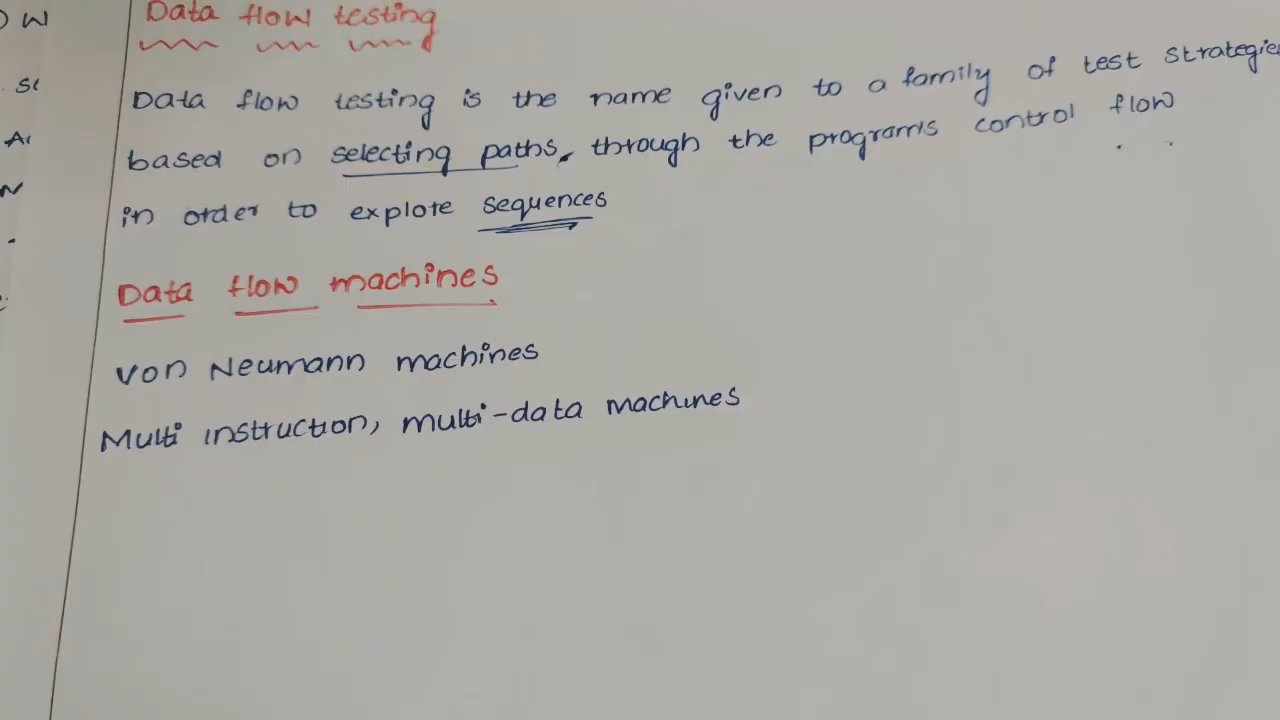 Data flow testing
Data flow testing is the name given to a family of test strategies
based on selecting paths, through the program's control flow
in order to explote sequences
Data flow machines
Von Neumann machines
Multi instruction, multi-data machines